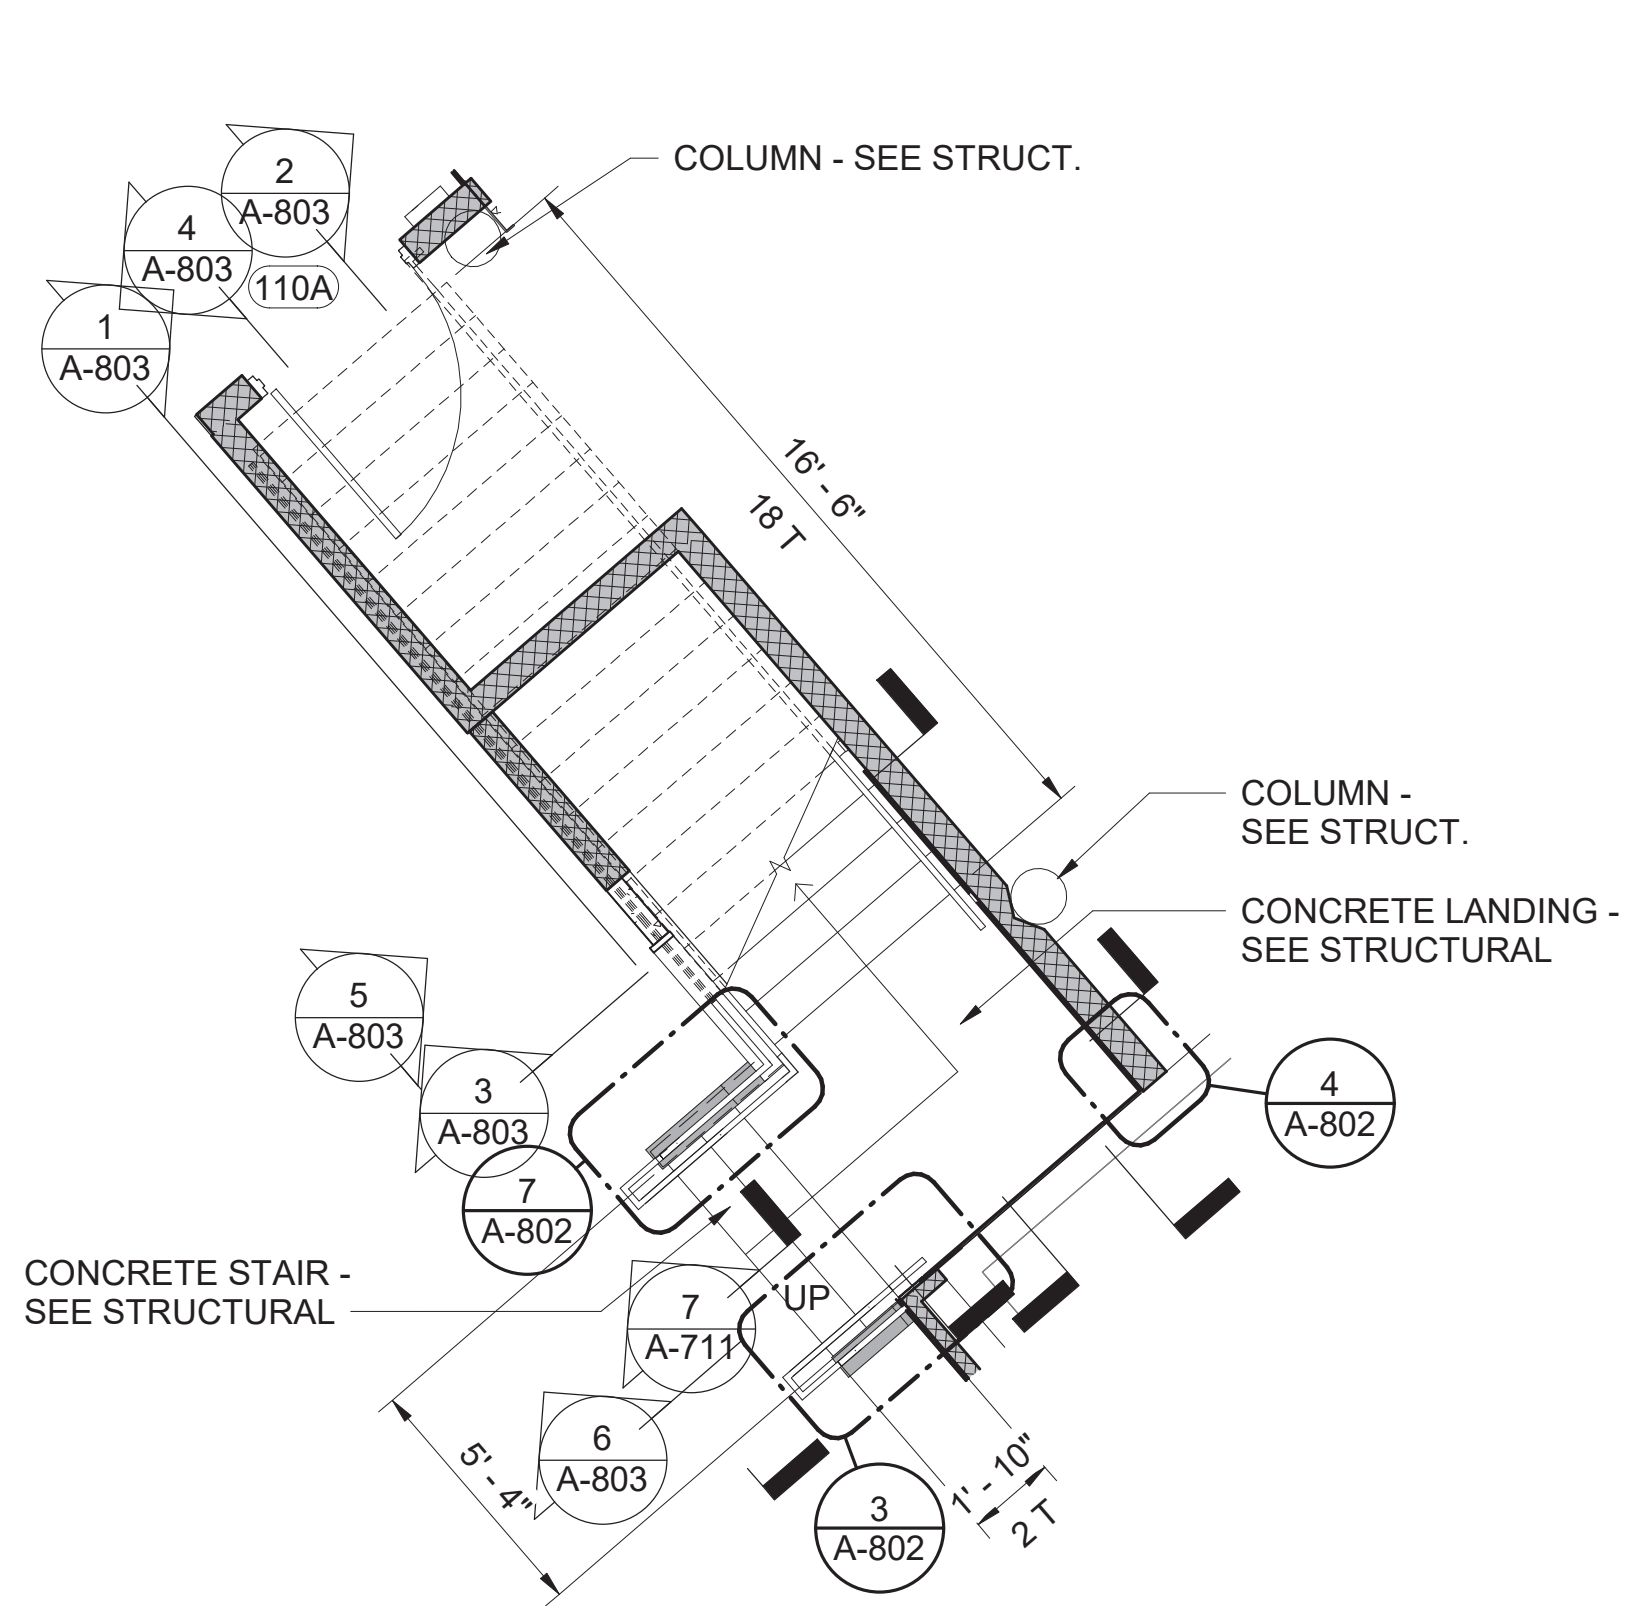 COLUMN - SEE STRUCT.
2
A-803
4
A-803
110A
1
A-803
16' - 6"
18 T
COLUMN -
SEE STRUCT.
CONCRETE LANDING -
SEE STRUCTURAL
5
A-803
3
A-803
4
A-802
7
A-802
CONCRETE STAIR -
SEE STRUCTURAL
UP
7
A-711
6
A-803
5' - 4"
1' - 10"
2 T
3
A-802